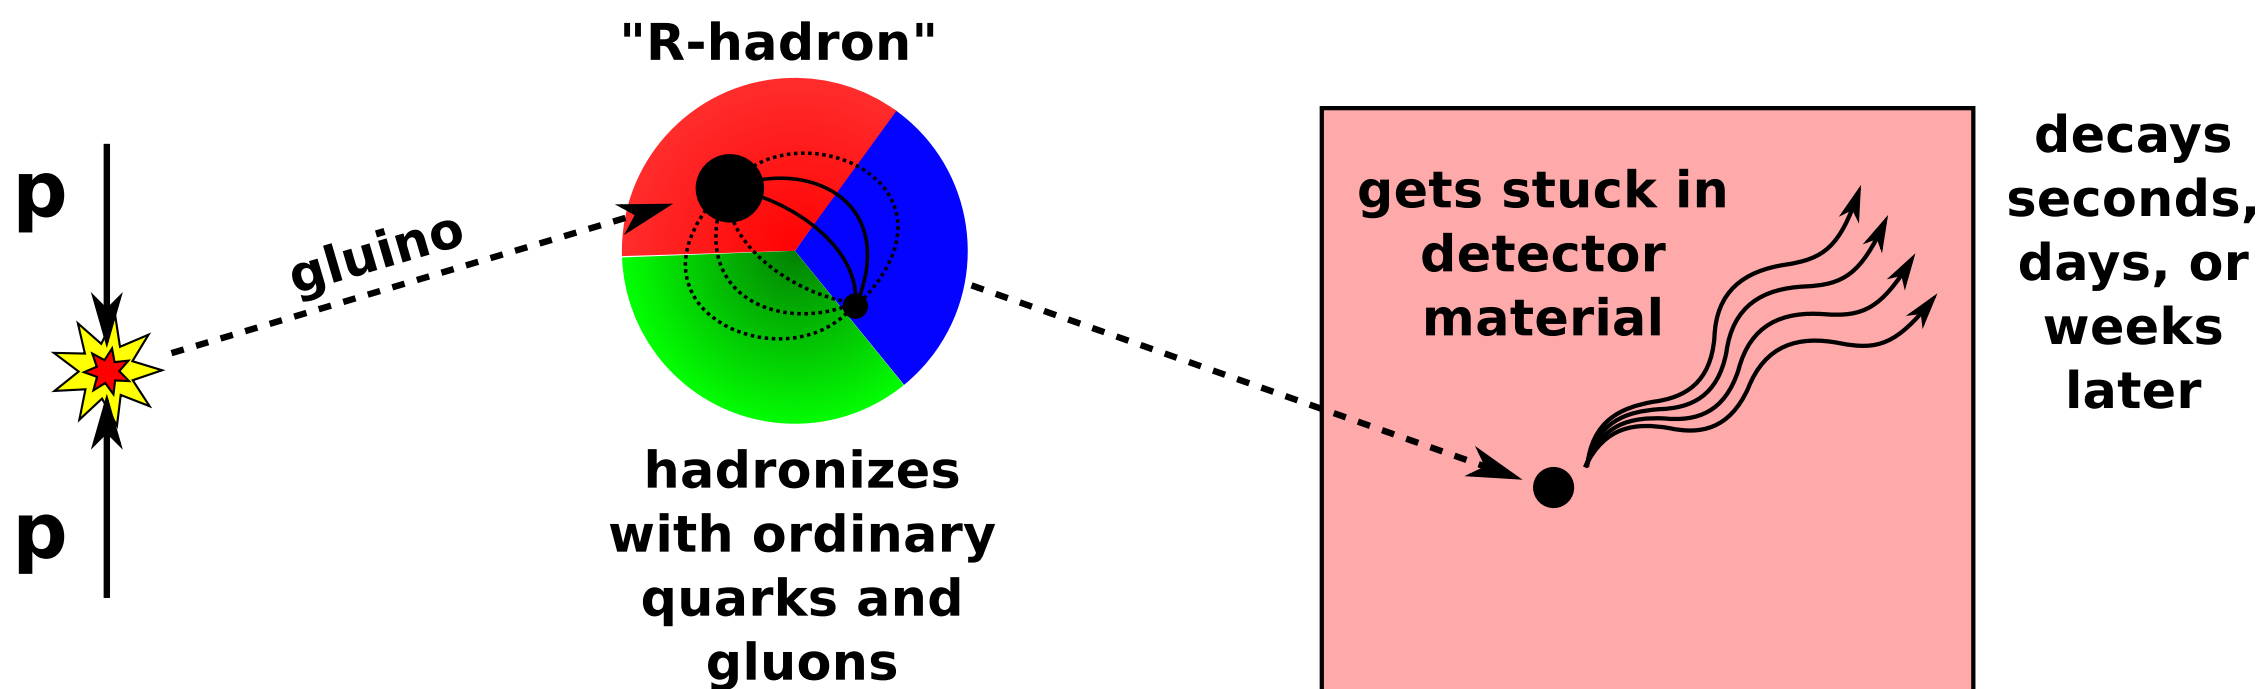 p
p
gluino
"R-hadron"
hadronizes
with ordinary
quarks and
gluons
gets stuck in
detector
material
decays
seconds,
days, or
weeks
later